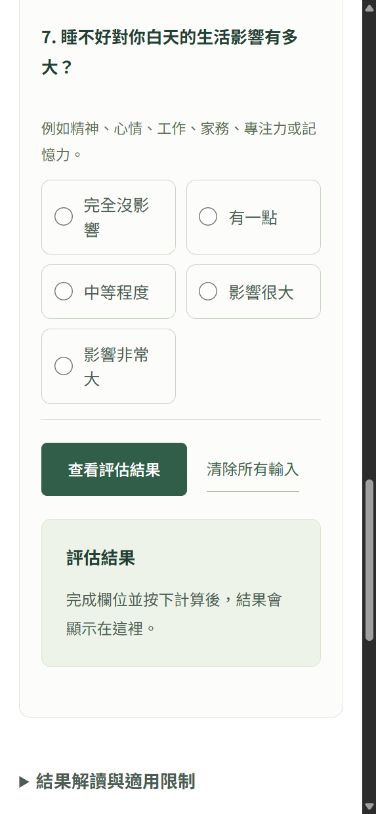 7. 睡不好對你白天的生活影響有多
大？
例如精神、心情、工作、家務、專注力或記
憶力。
完全沒影
響
有一點
中等程度
影響很大
影響非常
大
查看評估結果
清除所有輸入
評估結果
完成欄位並按下計算後，結果會
顯示在這裡。
▶ 結果解讀與適用限制